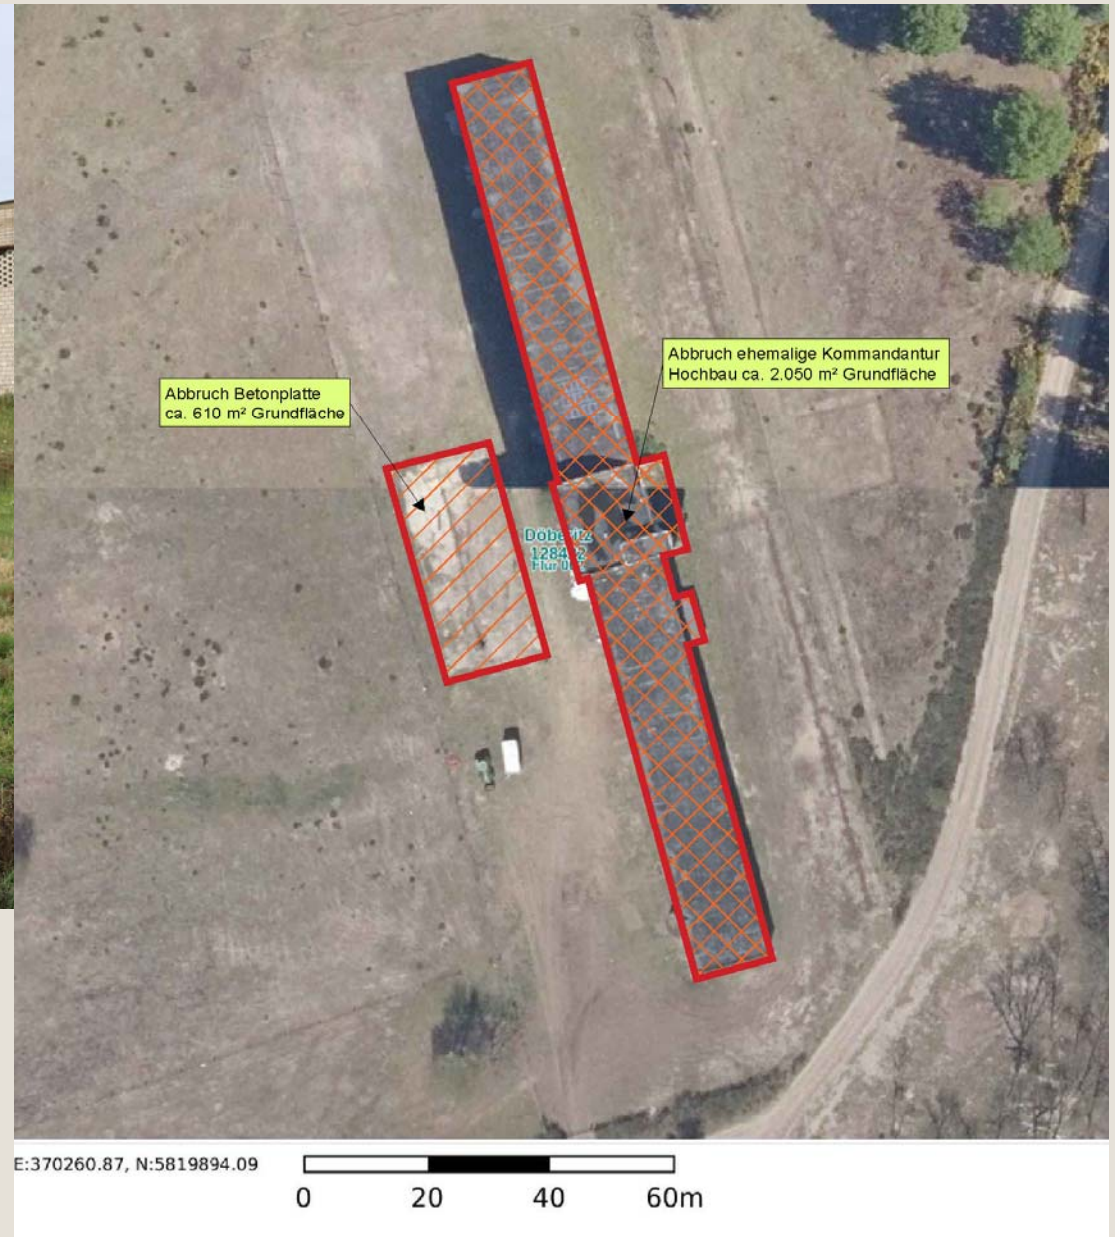 Abbruch ehemalige Kommandantur
Hochbau ca. 2.050 m² Grundfläche
Abbruch Betonplatte
ca. 610 m² Grundfläche
Döberitz
E:370260.87, N:5819894.09
0 20 40 60m